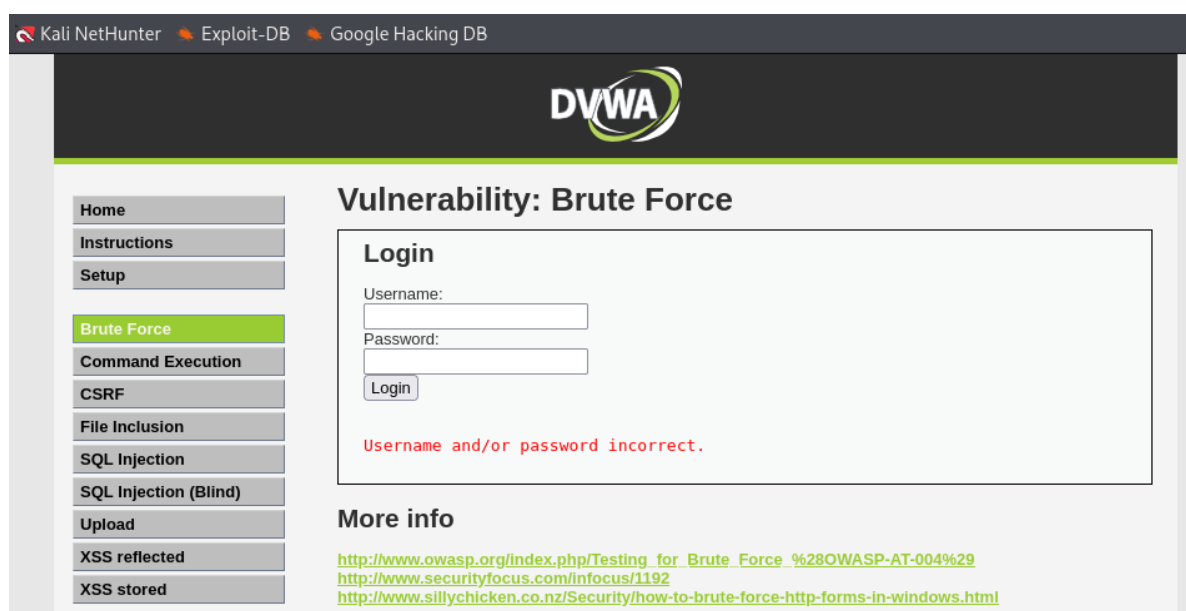 Kali NetHunter Exploit-DB Google Hacking DB
DVWA
Home
Instructions
Setup
Brute Force
Command Execution
CSRF
File Inclusion
SQL Injection
SQL Injection (Blind)
Upload
XSS reflected
XSS stored
Vulnerability: Brute Force
Login
Username:
Password:
Login
Username and/or password incorrect.
More info
http://www.owasp.org/index.php/Testing_for_Brute_Force_%28OWASP-AT-004%29
http://www.securityfocus.com/infocus/1192
http://www.sillychicken.co.nz/Security/how-to-brute-force-http-forms-in-windows.html